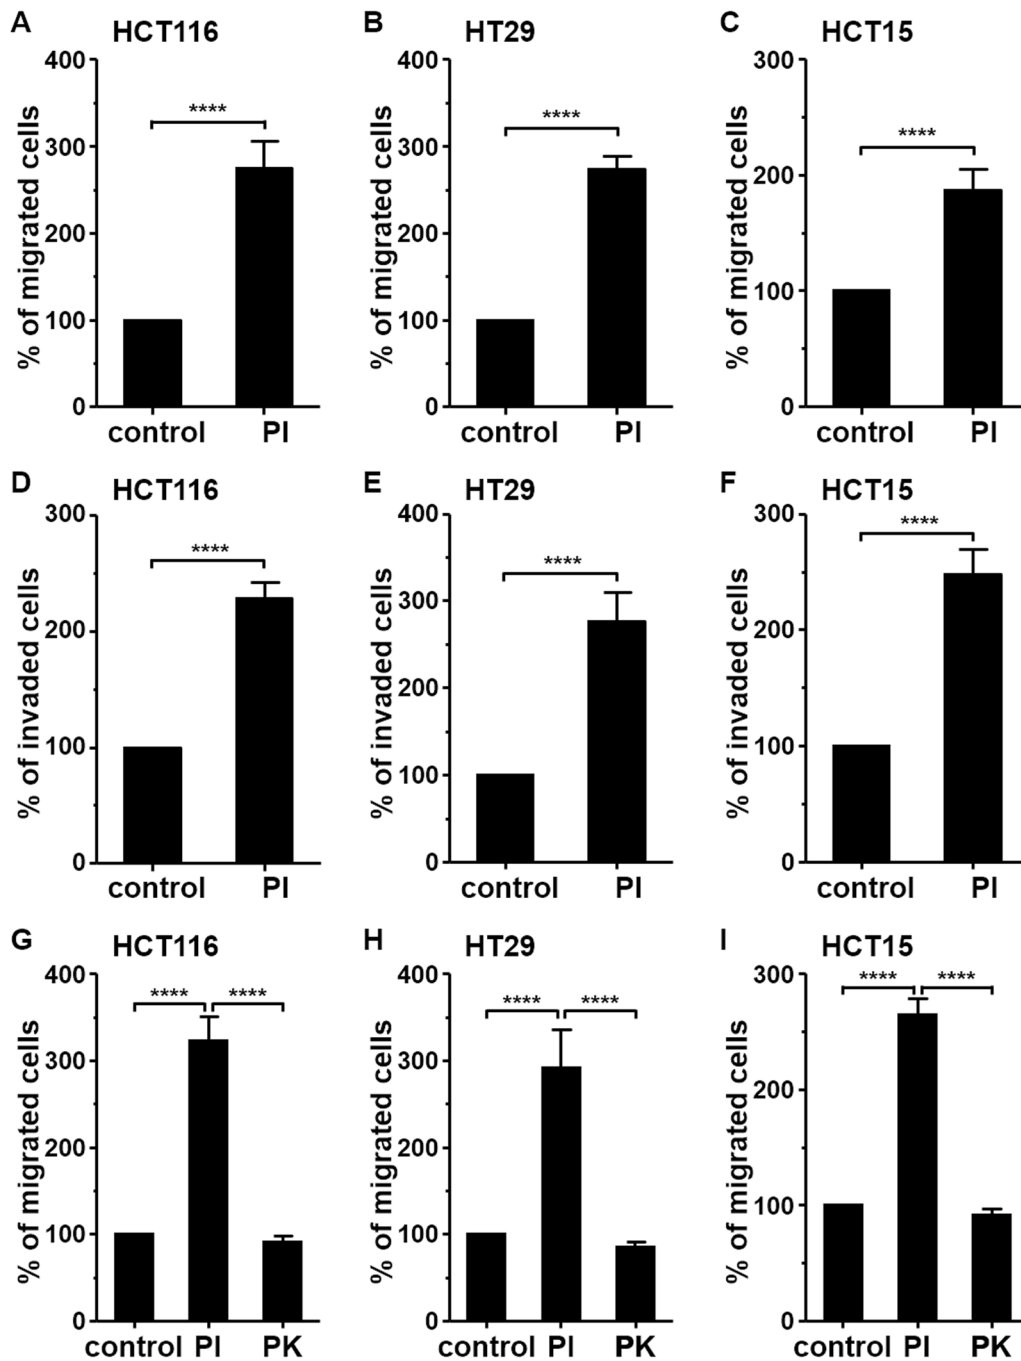 A HCT116
% of migrated cells
400
300
200
100
0
****
control PI
B HT29
% of migrated cells
400
300
200
100
0
****
control PI
C HCT15
% of migrated cells
300
200
100
0
****
control PI
D HCT116
% of invaded cells
300
200
100
0
****
control PI
E HT29
% of invaded cells
400
300
200
100
0
****
control PI
F HCT15
% of invaded cells
300
200
100
0
****
control PI
G HCT116
% of migrated cells
400
300
200
100
0
**** ****
control PI PK
H HT29
% of migrated cells
400
300
200
100
0
**** ****
control PI PK
I HCT15
% of migrated cells
300
200
100
0
**** ****
control PI PK